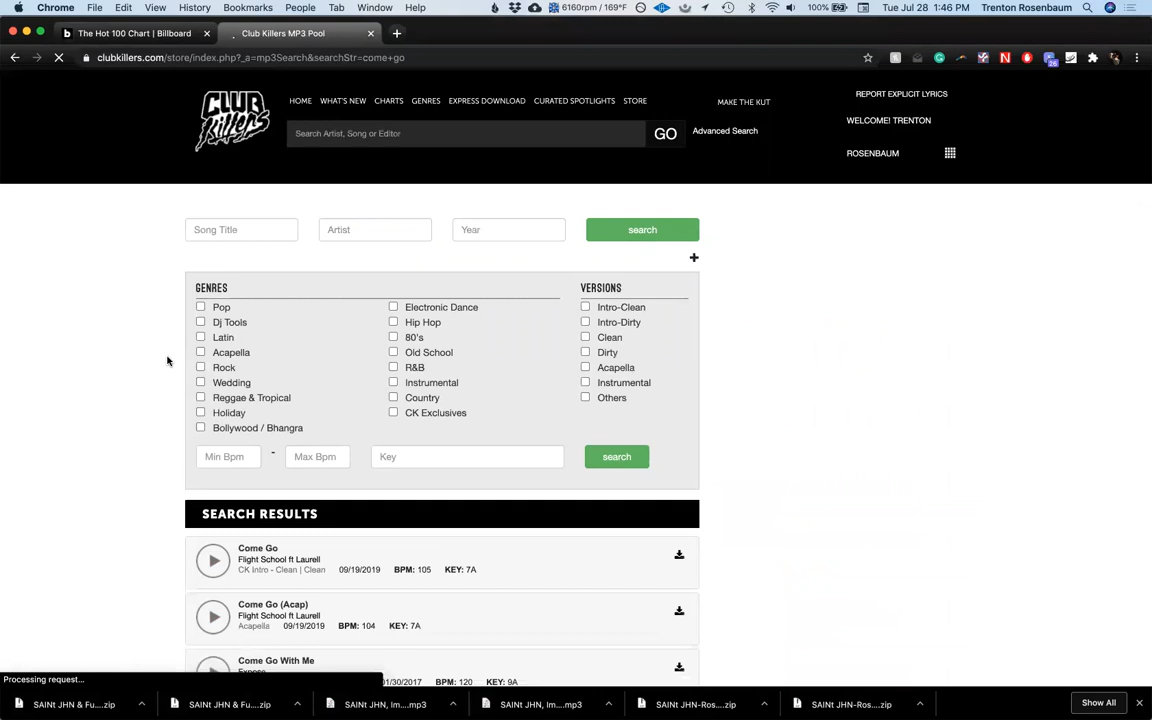 Chrome File Edit View History Bookmarks People Tab Window Help 6160rpm / 169°F 100% Tue Jul 28 1:46 PM Trenton Rosenbaum
b The Hot 100 Chart | Billboard Club Killers MP3 Pool
clubkillers.com/store/index.php?_a=mp3Search&searchStr=come+go
26
CLUB Killers
HOME WHAT'S NEW CHARTS GENRES EXPRESS DOWNLOAD CURATED SPOTLIGHTS STORE MAKE THE KUT
REPORT EXPLICIT LYRICS
WELCOME! TRENTON
ROSENBAUM
Search Artist, Song or Editor GO Advanced Search
Song Title Artist Year search
GENRES VERSIONS
Pop Electronic Dance Intro-Clean
Dj Tools Hip Hop Intro-Dirty
Latin 80's Clean
Acapella Old School Dirty
Rock R&B Acapella
Wedding Instrumental Instrumental
Reggae & Tropical Country Others
Holiday CK Exclusives
Bollywood / Bhangra
Min Bpm - Max Bpm Key search
SEARCH RESULTS
Come Go
Flight School ft Laurell
CK Intro - Clean | Clean 09/19/2019 BPM: 105 KEY: 7A
Come Go (Acap)
Flight School ft Laurell
Acapella 09/19/2019 BPM: 104 KEY: 7A
Come Go With Me
01/30/2017 BPM: 120 KEY: 9A
Processing request...
SAINt JHN & Fu....zip SAINt JHN & Fu....zip SAINt JHN, Im....mp3 SAINt JHN, Im....mp3 SAINt JHN-Ros....zip SAINt JHN-Ros....zip Show All